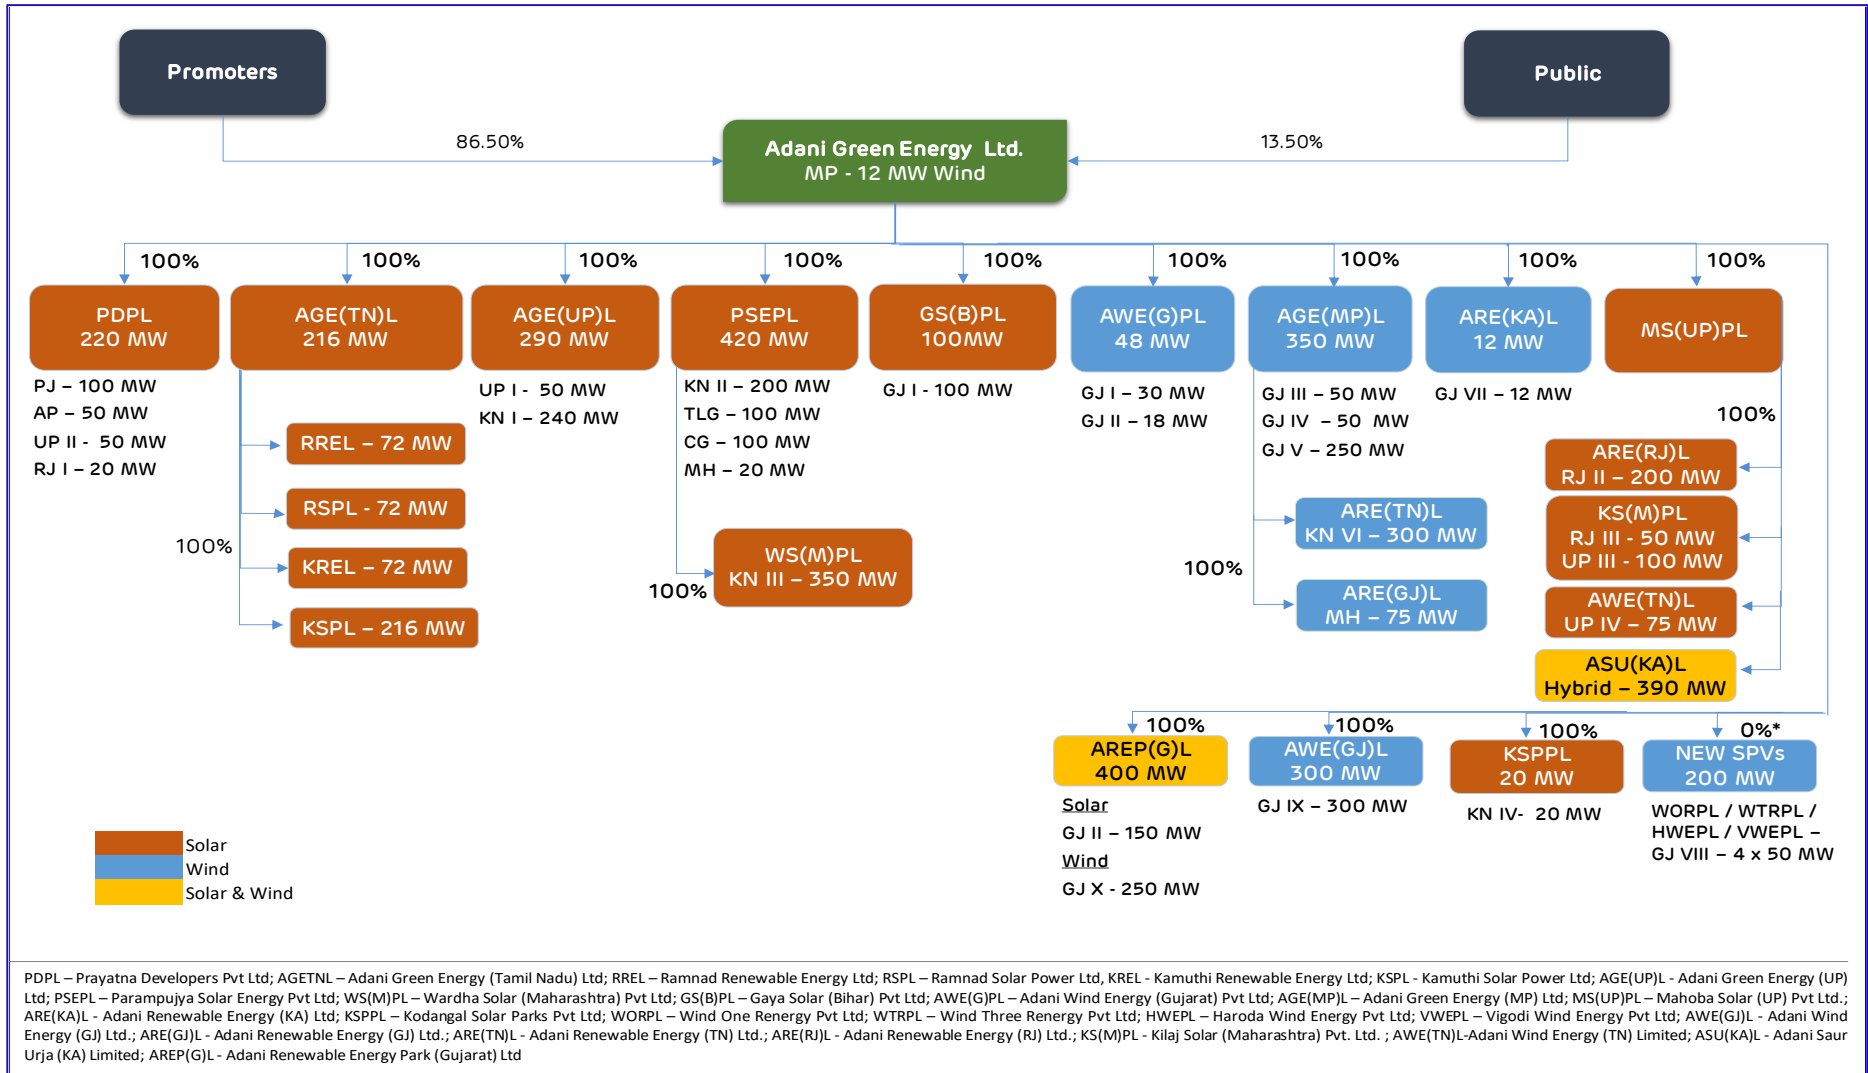 Promoters
Public
86.50%
13.50%
Adani Green Energy Ltd.
MP - 12 MW Wind
100%
100%
100%
100%
100%
100%
100%
100%
100%
PDPL
220 MW
PJ – 100 MW
AP – 50 MW
UP II - 50 MW
RJ I – 20 MW
AGE(TN)L
216 MW
100%
RREL – 72 MW
RSPL - 72 MW
KREL – 72 MW
KSPL – 216 MW
AGE(UP)L
290 MW
UP I - 50 MW
KN I – 240 MW
PSEPL
420 MW
KN II – 200 MW
TLG – 100 MW
CG – 100 MW
MH – 20 MW
100%
WS(M)PL
KN III – 350 MW
GS(B)PL
100MW
GJ I - 100 MW
AWE(G)PL
48 MW
GJ I – 30 MW
GJ II – 18 MW
AGE(MP)L
350 MW
GJ III – 50 MW
GJ IV - 50 MW
GJ V – 250 MW
100%
ARE(TN)L
KN VI – 300 MW
ARE(GJ)L
MH – 75 MW
ARE(KA)L
12 MW
GJ VII – 12 MW
MS(UP)PL
100%
ARE(RJ)L
RJ II – 200 MW
KS(M)PL
RJ III - 50 MW
UP III - 100 MW
AWE(TN)L
UP IV – 75 MW
ASU(KA)L
Hybrid – 390 MW
100%
100%
100%
0%*
AREP(G)L
400 MW
Solar
GJ II – 150 MW
Wind
GJ X - 250 MW
AWE(GJ)L
300 MW
GJ IX – 300 MW
KSPPL
20 MW
KN IV- 20 MW
NEW SPVs
200 MW
WORPL / WTRPL /
HWEPL / VWEPL –
GJ VIII – 4 x 50 MW
Solar
Wind
Solar & Wind
PDPL – Prayatna Developers Pvt Ltd; AGETNL – Adani Green Energy (Tamil Nadu) Ltd; RREL – Ramnad Renewable Energy Ltd; RSPL – Ramnad Solar Power Ltd, KREL - Kamuthi Renewable Energy Ltd; KSPL - Kamuthi Solar Power Ltd; AGE(UP)L - Adani Green Energy (UP)
Ltd; PSEPL – Parampujya Solar Energy Pvt Ltd; WS(M)PL – Wardha Solar (Maharashtra) Pvt Ltd; GS(B)PL – Gaya Solar (Bihar) Pvt Ltd; AWE(G)PL – Adani Wind Energy (Gujarat) Pvt Ltd; AGE(MP)L – Adani Green Energy (MP) Ltd; MS(UP)PL – Mahoba Solar (UP) Pvt Ltd.;
ARE(KA)L - Adani Renewable Energy (KA) Ltd; KSPPL – Kodangal Solar Parks Pvt Ltd; WORPL – Wind One Renergy Pvt Ltd; WTRPL – Wind Three Renergy Pvt Ltd; HWEPL – Haroda Wind Energy Pvt Ltd; VWEPL – Vigodi Wind Energy Pvt Ltd; AWE(GJ)L - Adani Wind
Energy (GJ) Ltd.; ARE(GJ)L - Adani Renewable Energy (GJ) Ltd.; ARE(TN)L - Adani Renewable Energy (TN) Ltd.; ARE(RJ)L - Adani Renewable Energy (RJ) Ltd.; KS(M)PL - Kilaj Solar (Maharashtra) Pvt. Ltd. ; AWE(TN)L-Adani Wind Energy (TN) Limited; ASU(KA)L - Adani Saur
Urja (KA) Limited; AREP(G)L - Adani Renewable Energy Park (Gujarat) Ltd